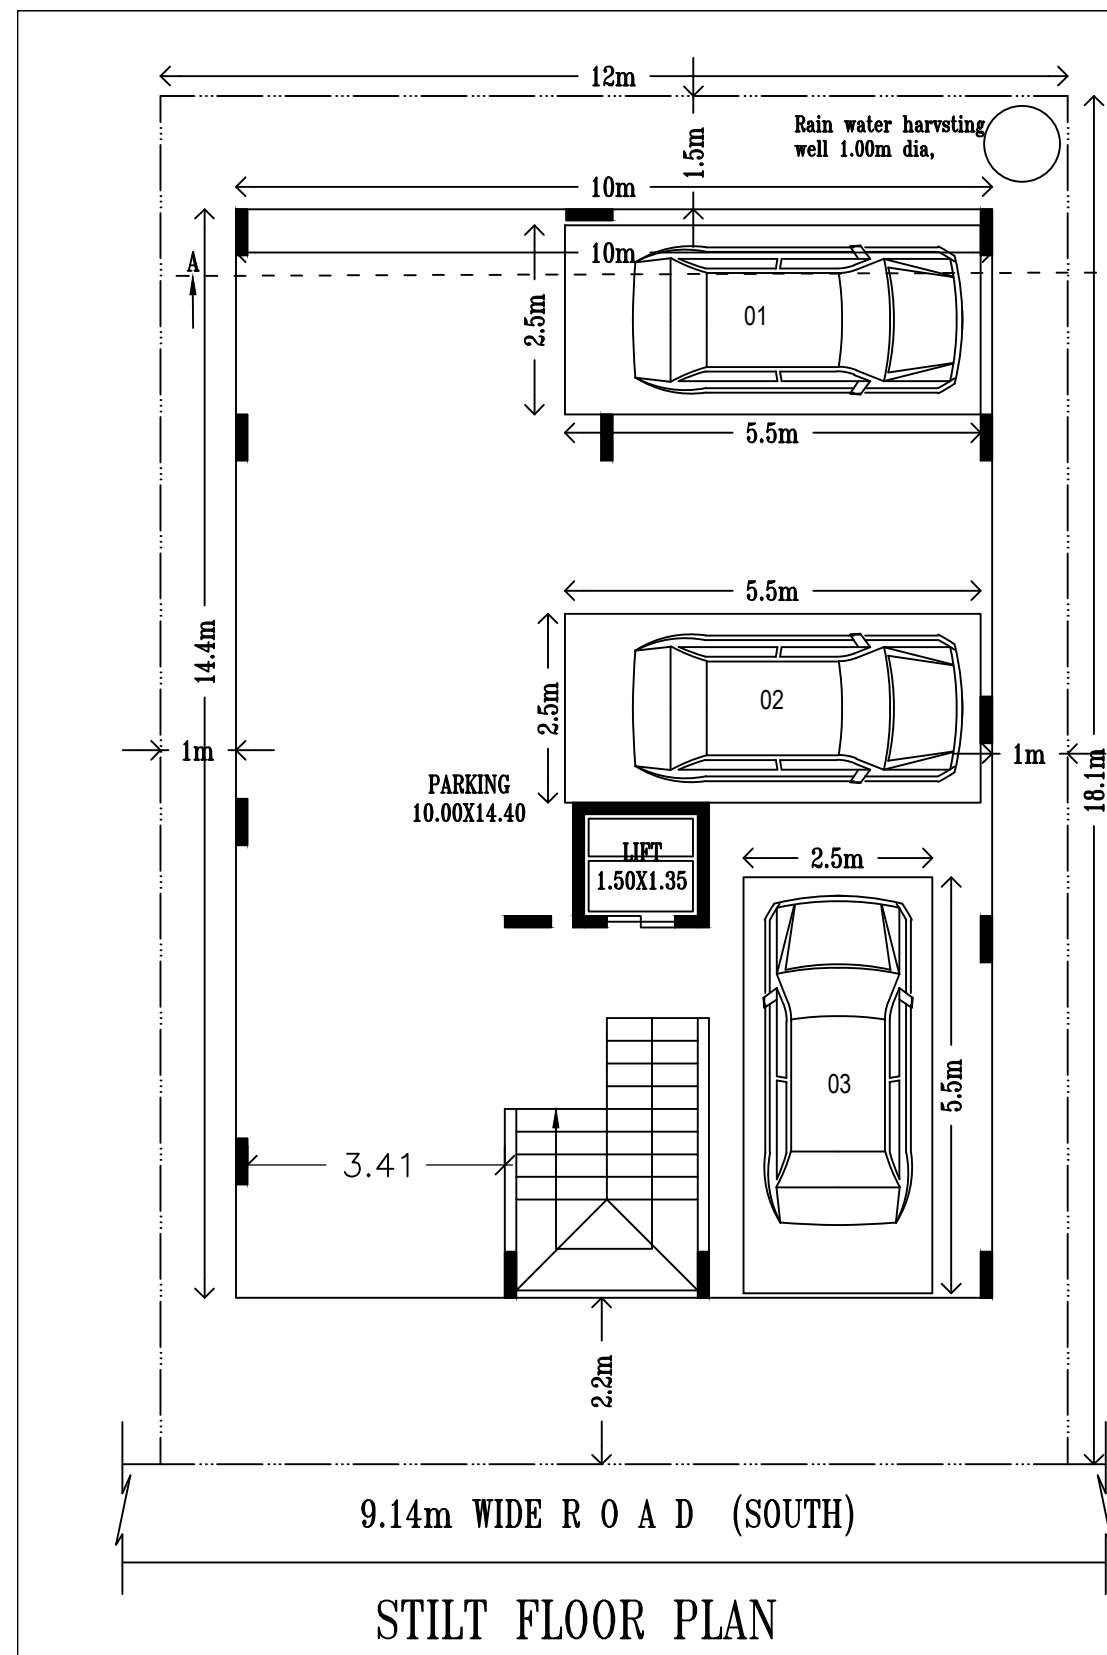 12m
Rain water harvsting
well 1.00m dia,
1.5m
10m
10m
A
2.5m
01
5.5m
5.5m
14.4m
2.5m
02
1m
1m
18.1m
PARKING
10.00X14.40
LIFT
1.50X1.35
2.5m
03
5.5m
3.41
2.2m
9.14m WIDE R O A D (SOUTH)
STILT FLOOR PLAN